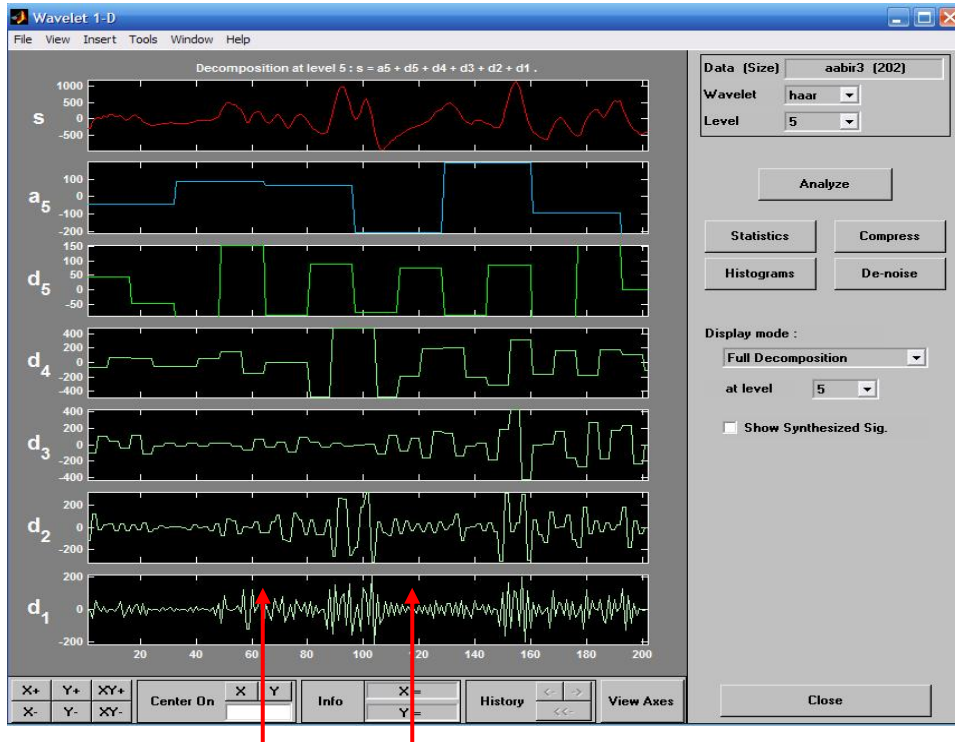 Wavelet 1-D
File View Insert Tools Window Help
Decomposition at level 5 : s = a5 + d5 + d4 + d3 + d2 + d1 .
s
1000
500
0
-500
a5
100
0
-100
-200
d5
150
100
50
0
-50
d4
400
200
0
-200
-400
d3
400
200
0
-200
-400
d2
200
0
-200
d1
200
0
-200
20 40 60 80 100 120 140 160 180 200
Data (Size) aabir3 (202)
Wavelet haar
Level 5
Analyze
Statistics Compress
Histograms De-noise
Display mode :
Full Decomposition
at level 5
Show Synthesized Sig.
X+ Y+ XY+
X- Y- XY-
Center On X Y
Info X = 
Y =
History <- ->
<<-
View Axes
Close